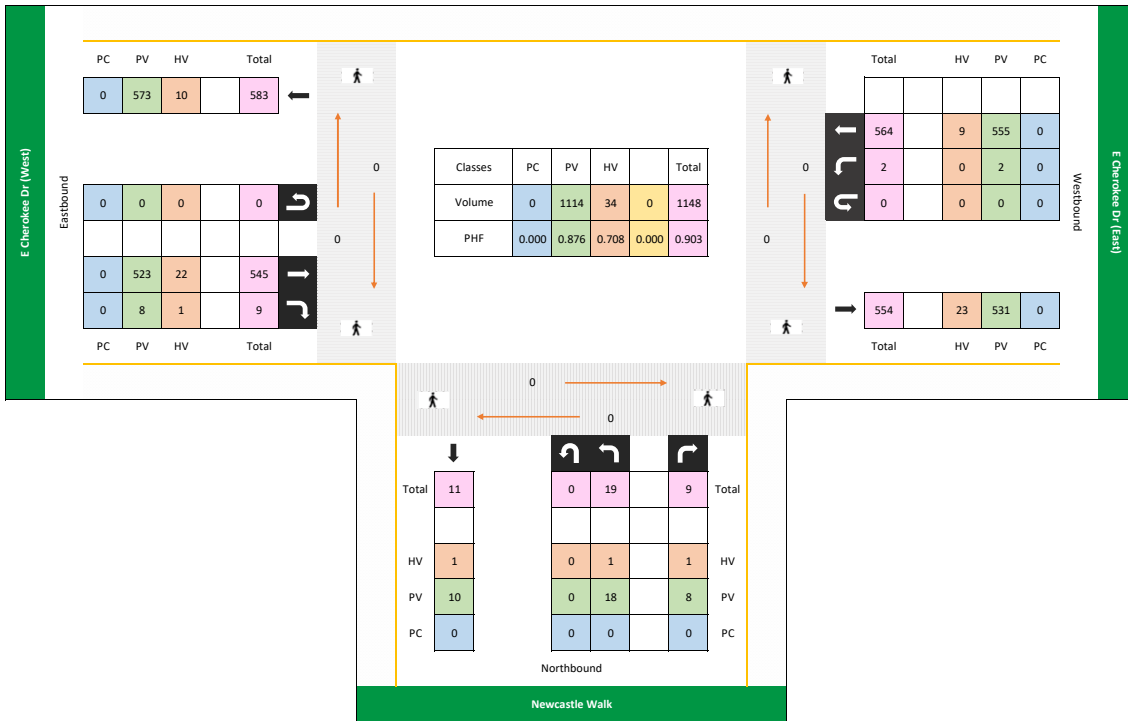 PC PV HV Total
0 573 10 583
Total HV PV PC
564 9 555 0
2 0 2 0
0 0 0 0
E Cherokee Dr (West)
Eastbound
0 0 0 0
0 523 22 545
0 8 1 9
PC PV HV Total
0
0
Classes PC PV HV Total
Volume 0 1114 34 0 1148
PHF 0.000 0.876 0.708 0.000 0.903
0
0
Westbound
E Cherokee Dr (East)
554 23 531 0
Total HV PV PC
0
0
Total 11 0 19 9 Total
HV 1 0 1 1 HV
PV 10 0 18 8 PV
PC 0 0 0 0 PC
Northbound
Newcastle Walk